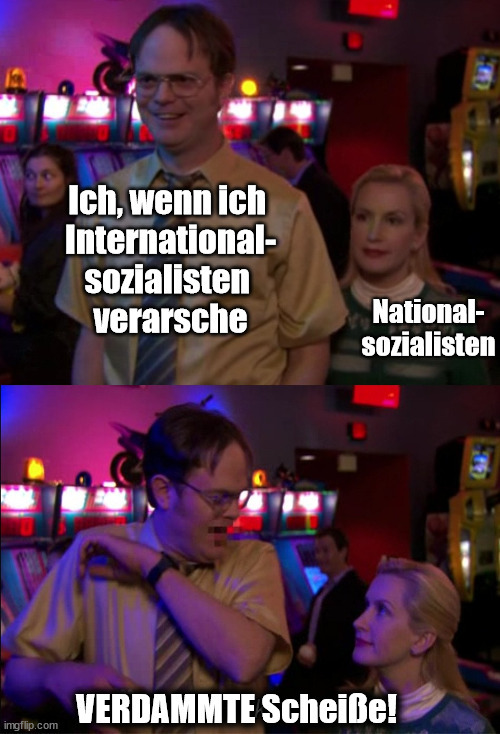 Ich, wenn ich
International-
sozialisten
verarsche
National-
sozialisten
VERDAMMTE Scheiße!
imgflip.com